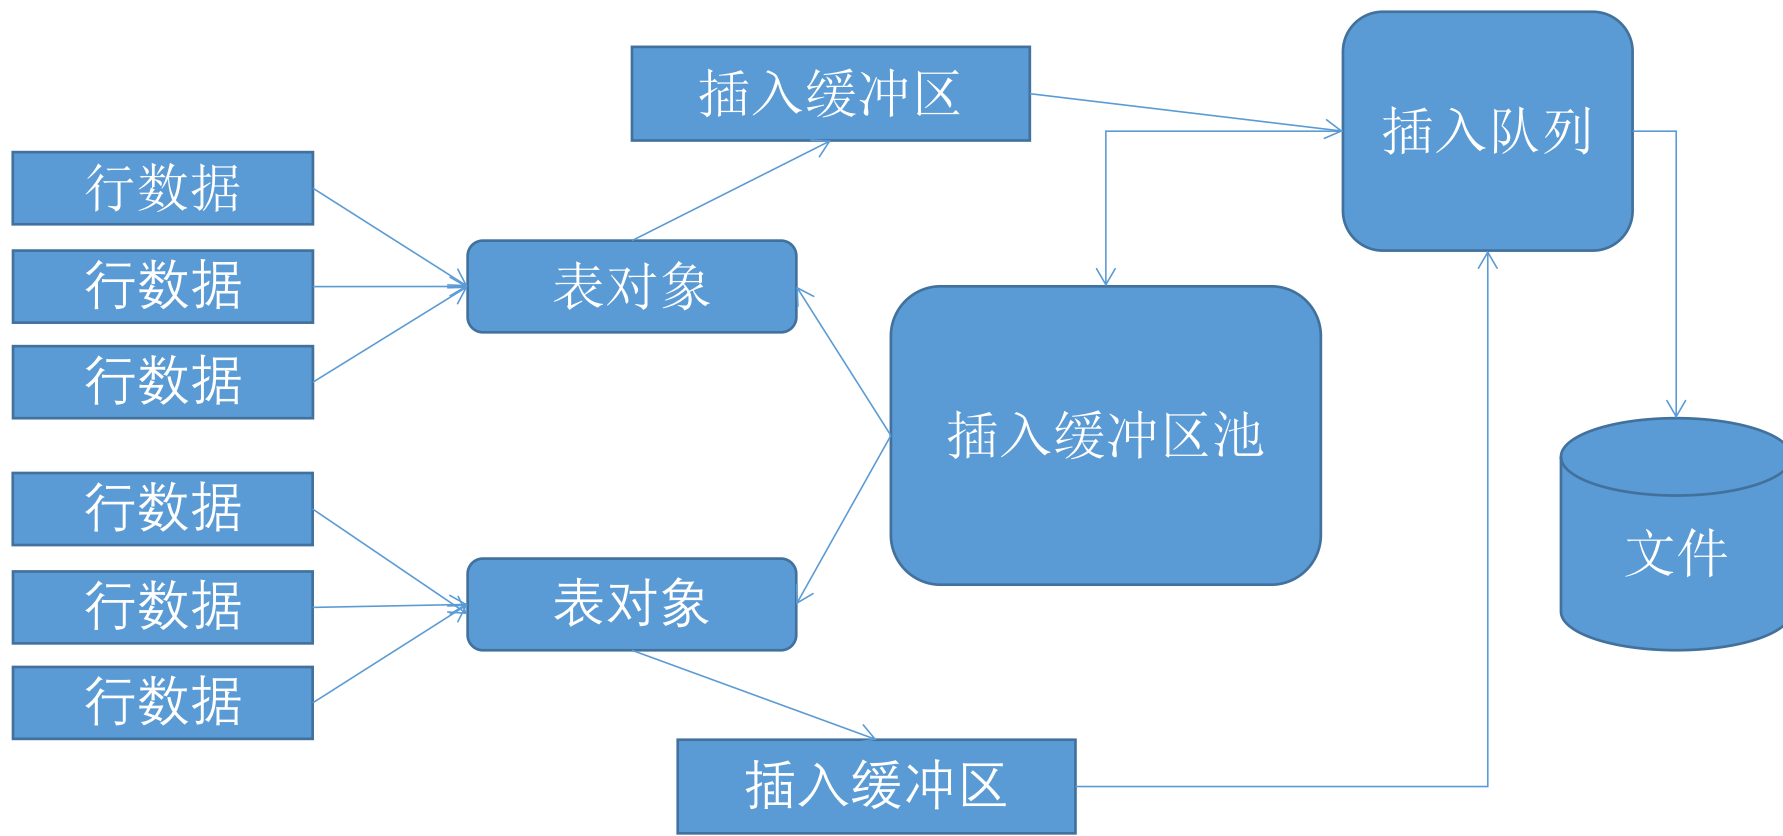 插入缓冲区
插入队列
行数据
行数据
行数据
表对象
插入缓冲区池
行数据
行数据
行数据
表对象
文件
插入缓冲区